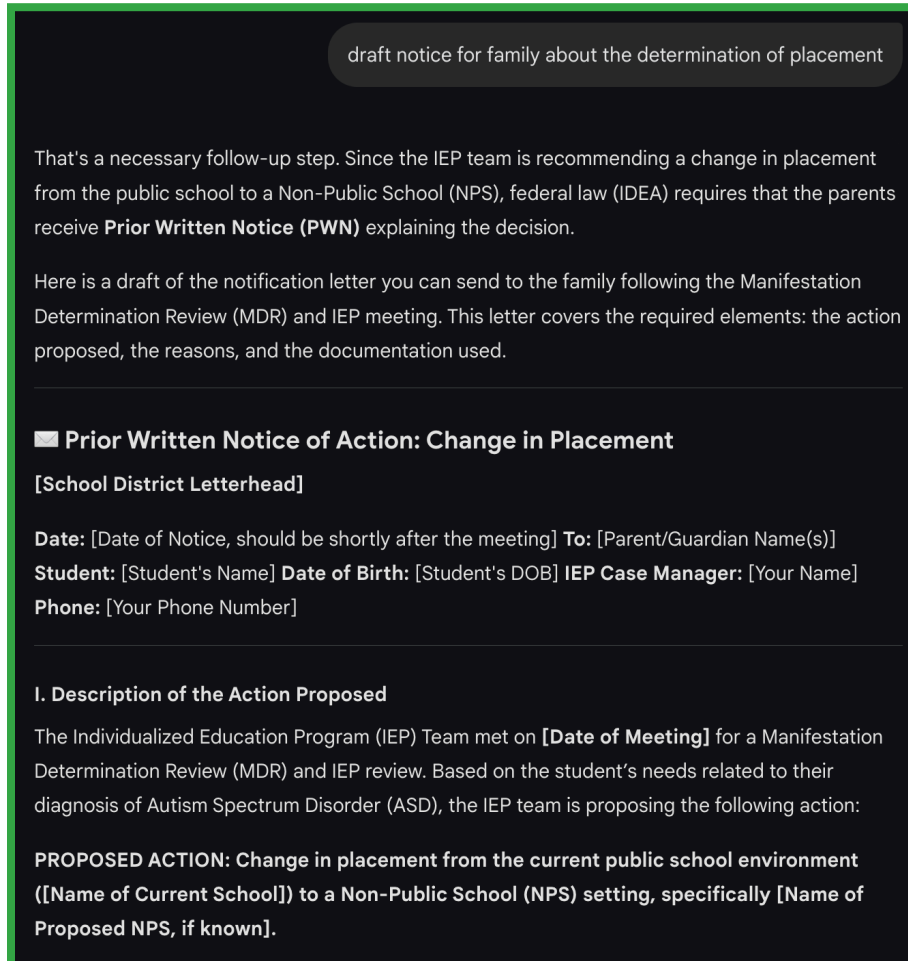 draft notice for family about the determination of placement
That's a necessary follow-up step. Since the IEP team is recommending a change in placement
from the public school to a Non-Public School (NPS), federal law (IDEA) requires that the parents
receive Prior Written Notice (PWN) explaining the decision.
Here is a draft of the notification letter you can send to the family following the Manifestation
Determination Review (MDR) and IEP meeting. This letter covers the required elements: the action
proposed, the reasons, and the documentation used.
✉ Prior Written Notice of Action: Change in Placement
[School District Letterhead]
Date: [Date of Notice, should be shortly after the meeting] To: [Parent/Guardian Name(s)]
Student: [Student's Name] Date of Birth: [Student's DOB] IEP Case Manager: [Your Name]
Phone: [Your Phone Number]
I. Description of the Action Proposed
The Individualized Education Program (IEP) Team met on [Date of Meeting] for a Manifestation
Determination Review (MDR) and IEP review. Based on the student’s needs related to their
diagnosis of Autism Spectrum Disorder (ASD), the IEP team is proposing the following action:
PROPOSED ACTION: Change in placement from the current public school environment
([Name of Current School]) to a Non-Public School (NPS) setting, specifically [Name of
Proposed NPS, if known].